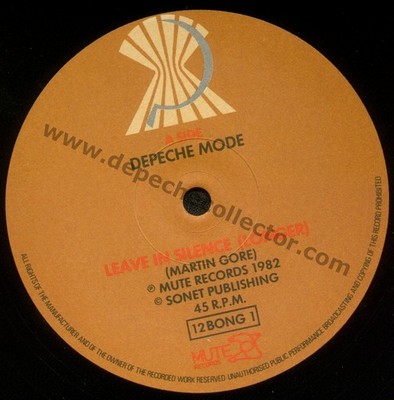 A SIDE
DEPECHE MODE
www.depechecollector.com
LEAVE IN SILENCE (LONGER)
(MARTIN GORE)
℗ MUTE RECORDS 1982
© SONET PUBLISHING
45 R.P.M.
12BONG 1
MUTE
RECORDS
ALL RIGHTS OF THE MANUFACTURER AND OF THE OWNER OF THE RECORDED WORK RESERVED UNAUTHORISED PUBLIC PERFORMANCE BROADCASTING AND COPYING OF THIS RECORD PROHIBITED.